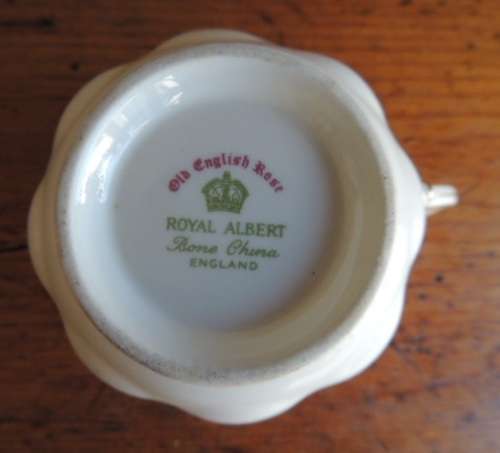 Old English Rose
ROYAL ALBERT
Bone China
ENGLAND